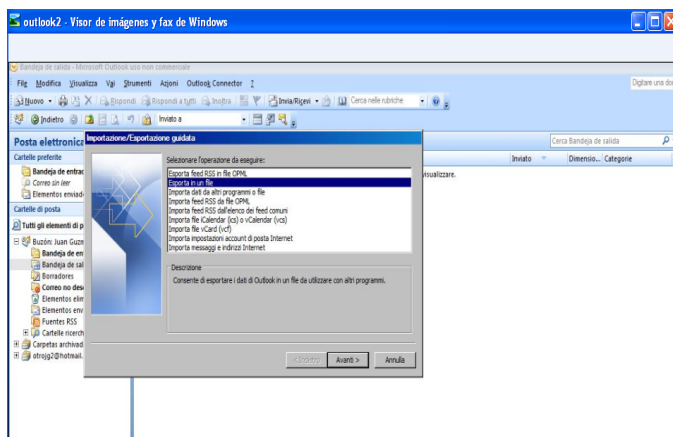 outlook2 - Visor de imágenes y fax de Windows
Bandeja de salida - Microsoft Outlook uso non commerciale
File Modifica Visualizza Vai Strumenti Azioni Outlook Connector ?
Digitare una do
Nuovo Rispondi Rispondi a tutti Inoltra Invia/Ricevi Cerca nelle rubriche
Indietro Inviato a
Posta elettronica
Cerca Bandeja de salida
Cartelle preferite
Inviato Dimensio... Categorie
Bandeja de entrad
visualizzare.
Correo sin leer
Elementos enviad
Cartelle di posta
Tutti gli elementi di p
Buzón: Juan Guzm
Bandeja de en
Bandeja de sal
Borradores
Correo no des
Elementos elim
Elementos env
Fuentes RSS
Cartelle ricerch
Carpetas archivad
otrojg2@hotmail.
Importazione/Esportazione guidata
Selezionare l'operazione da eseguire:
Esporta feed RSS in file OPML
Esporta in un file
Importa dati da altri programmi o file
Importa feed RSS da file OPML
Importa feed RSS dall'elenco dei feed comuni
Importa file iCalendar (ics) o vCalendar (vcs)
Importa file vCard (vcf)
Importa impostazioni account di posta Internet
Importa messaggi e indirizzi Internet
Descrizione
Consente di esportare i dati di Outlook in un file da utilizzare con altri programmi.
< Indietro Avanti > Annulla